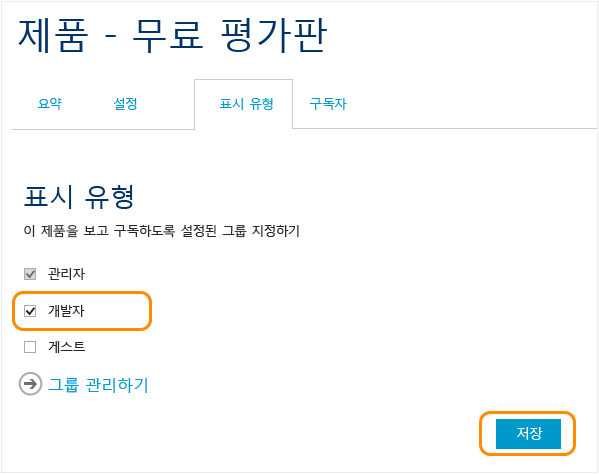 제품 - 무료 평가판
요약 설정 표시 유형 구독자
표시 유형
이 제품을 보고 구독하도록 설정된 그룹 지정하기
관리자
개발자
게스트
그룹 관리하기
저장